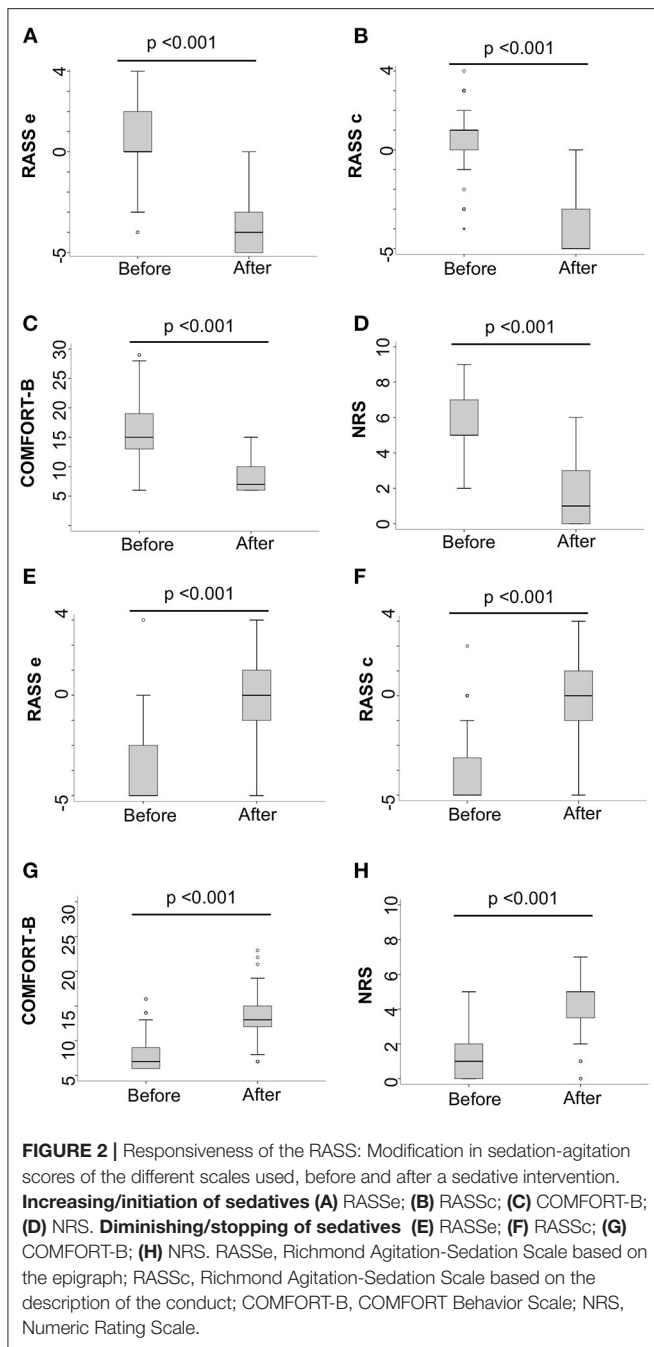 A
p <0.001
RASS e
4
0
-5
Before After
B
p <0.001
RASS c
4
0
-5
Before After
C
p <0.001
COMFORT-B
30
25
20
15
10
5
Before After
D
p <0.001
NRS
10
8
6
4
2
0
Before After
E
p <0.001
RASS e
4
0
-5
Before After
F
p <0.001
RASS c
4
0
-5
Before After
G
p <0.001
COMFORT-B
30
25
20
15
10
5
Before After
H
p <0.001
NRS
10
8
6
4
2
0
Before After
FIGURE 2 | Responsiveness of the RASS: Modification in sedation-agitation
scores of the different scales used, before and after a sedative intervention.
Increasing/initiation of sedatives (A) RASSe; (B) RASSc; (C) COMFORT-B;
(D) NRS. Diminishing/stopping of sedatives (E) RASSe; (F) RASSc; (G)
COMFORT-B; (H) NRS. RASSe, Richmond Agitation-Sedation Scale based on
the epigraph; RASSc, Richmond Agitation-Sedation Scale based on the
description of the conduct; COMFORT-B, COMFORT Behavior Scale; NRS,
Numeric Rating Scale.